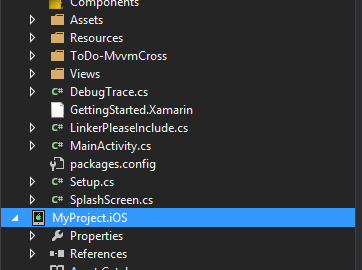 Components
Assets
Resources
ToDo-MvvmCross
Views
C# DebugTrace.cs
GettingStarted.Xamarin
C# LinkerPleaseInclude.cs
C# MainActivity.cs
packages.config
C# Setup.cs
C# SplashScreen.cs
MyProject.iOS
Properties
References